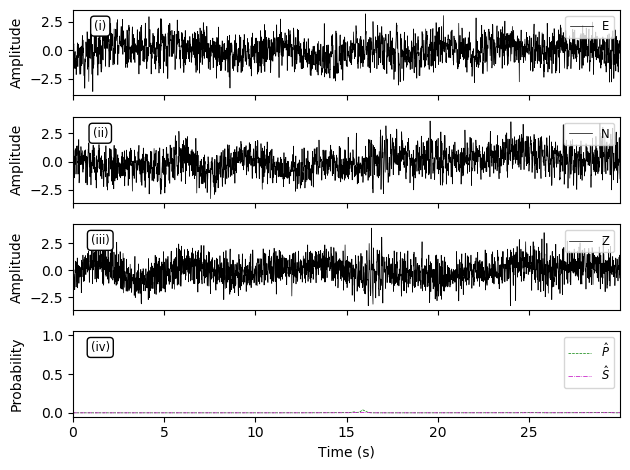 (i)
E
Amplitude
2.5
0.0
−2.5
(ii)
N
Amplitude
2.5
0.0
−2.5
(iii)
Z
Amplitude
2.5
0.0
−2.5
(iv)
P̂
Ŝ
Probability
1.0
0.5
0.0
0 5 10 15 20 25
Time (s)